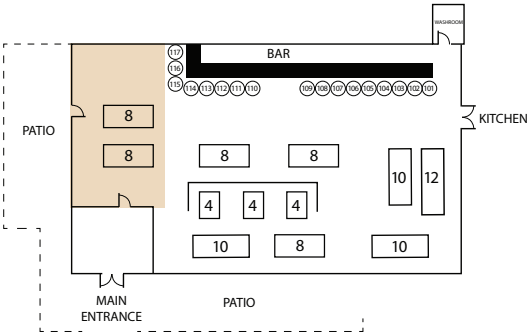 WASHROOM
BAR
117
116
115
114 113 112 111 110
109 108 107 106 105 104 103 102 101
KITCHEN
PATIO
8
8
8
8
10
12
4
4
4
10
8
10
MAIN
ENTRANCE
PATIO